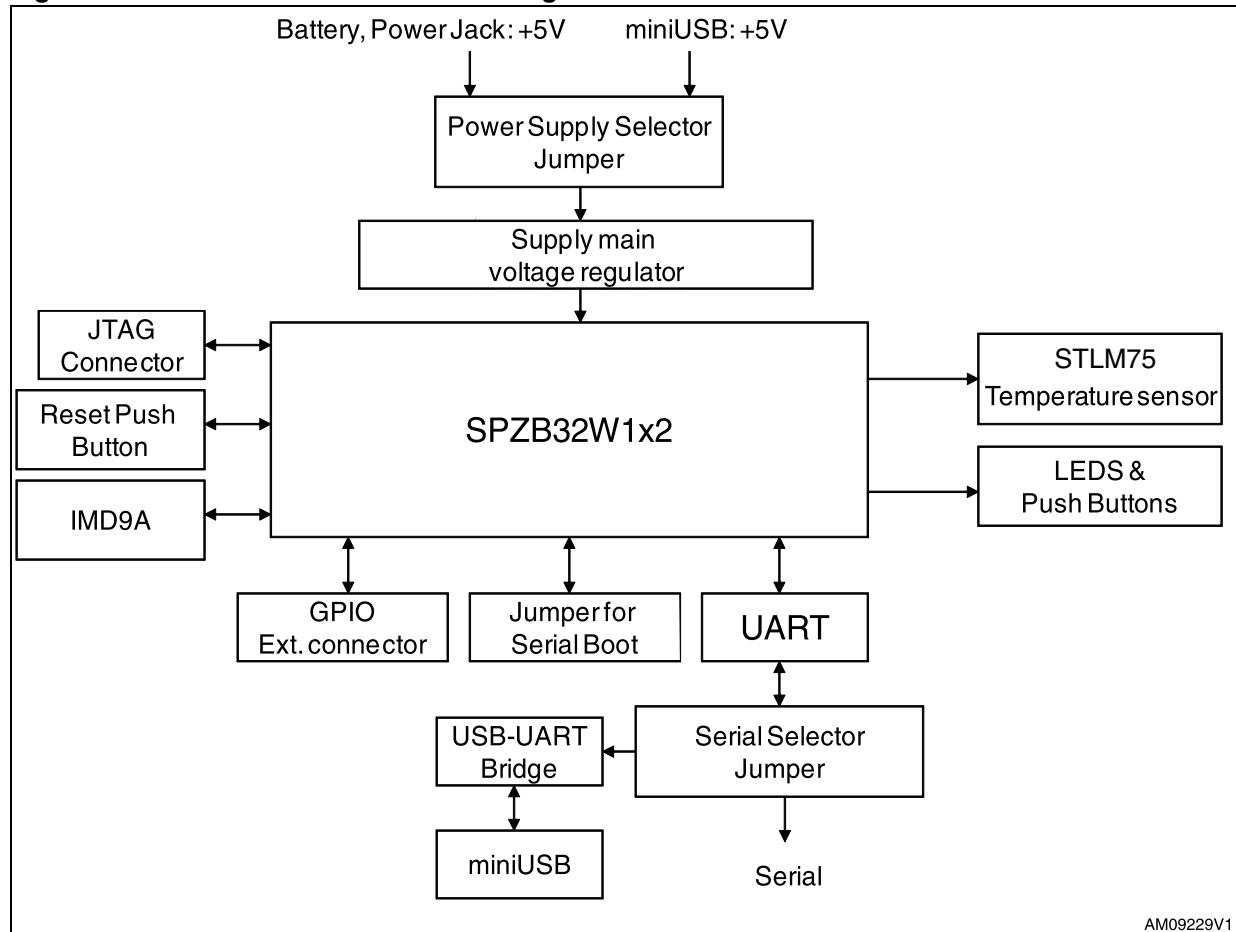 Battery, Power Jack: +5V
miniUSB: +5V
Power Supply Selector
Jumper
Supply main
voltage regulator
JTAG
Connector
Reset Push
Button
IMD9A
SPZB32W1x2
STLM75
Temperature sensor
LEDS &
Push Buttons
GPIO
Ext. connector
Jumper for
Serial Boot
UART
USB-UART
Bridge
Serial Selector
Jumper
miniUSB
Serial
AM09229V1